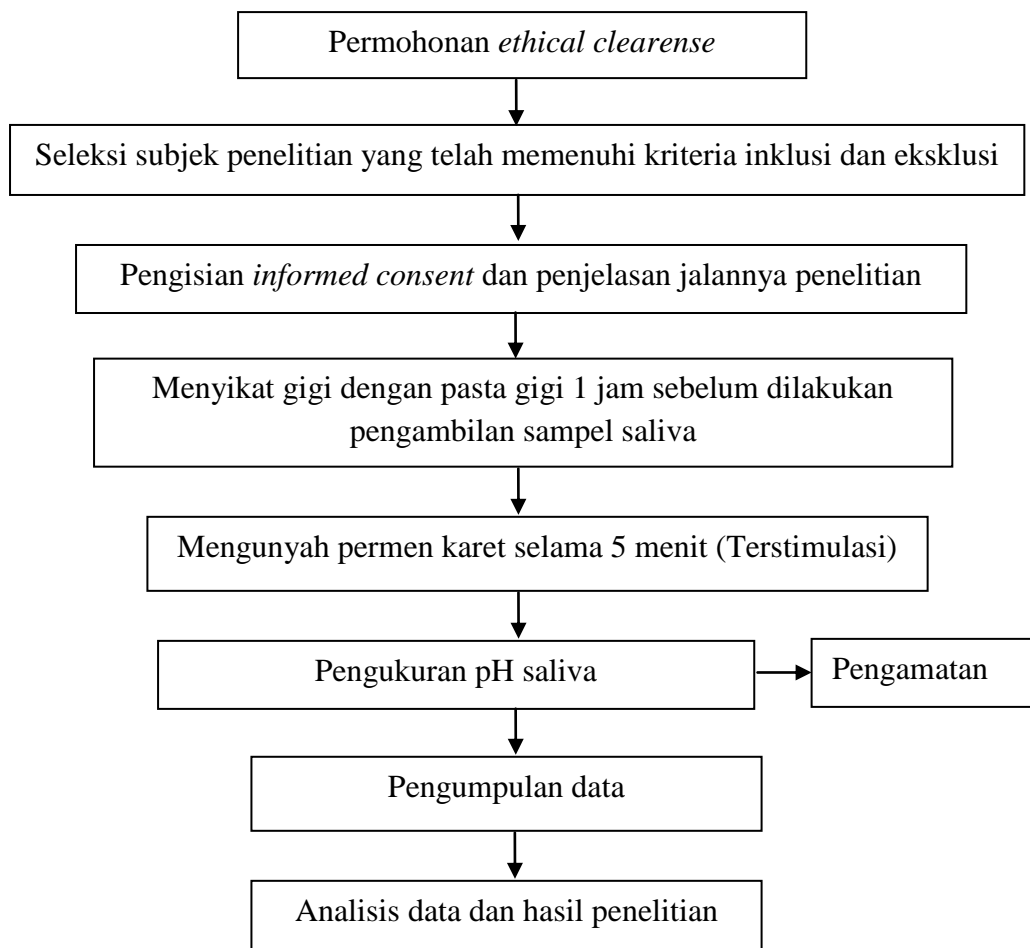 Permohonan ethical clearense
Seleksi subjek penelitian yang telah memenuhi kriteria inklusi dan eksklusi
Pengisian informed consent dan penjelasan jalannya penelitian
Menyikat gigi dengan pasta gigi 1 jam sebelum dilakukan
pengambilan sampel saliva
Mengunyah permen karet selama 5 menit (Terstimulasi)
Pengukuran pH saliva
Pengamatan
Pengumpulan data
Analisis data dan hasil penelitian